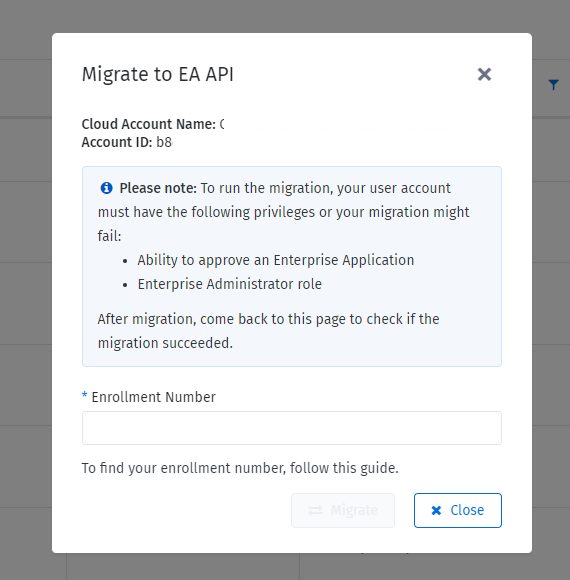 Migrate to EA API
Cloud Account Name:
Account ID: b8
Please note: To run the migration, your user account
must have the following privileges or your migration might
fail:
• Ability to approve an Enterprise Application
• Enterprise Administrator role
After migration, come back to this page to check if the
migration succeeded.
* Enrollment Number
To find your enrollment number, follow this guide.
Migrate
Close